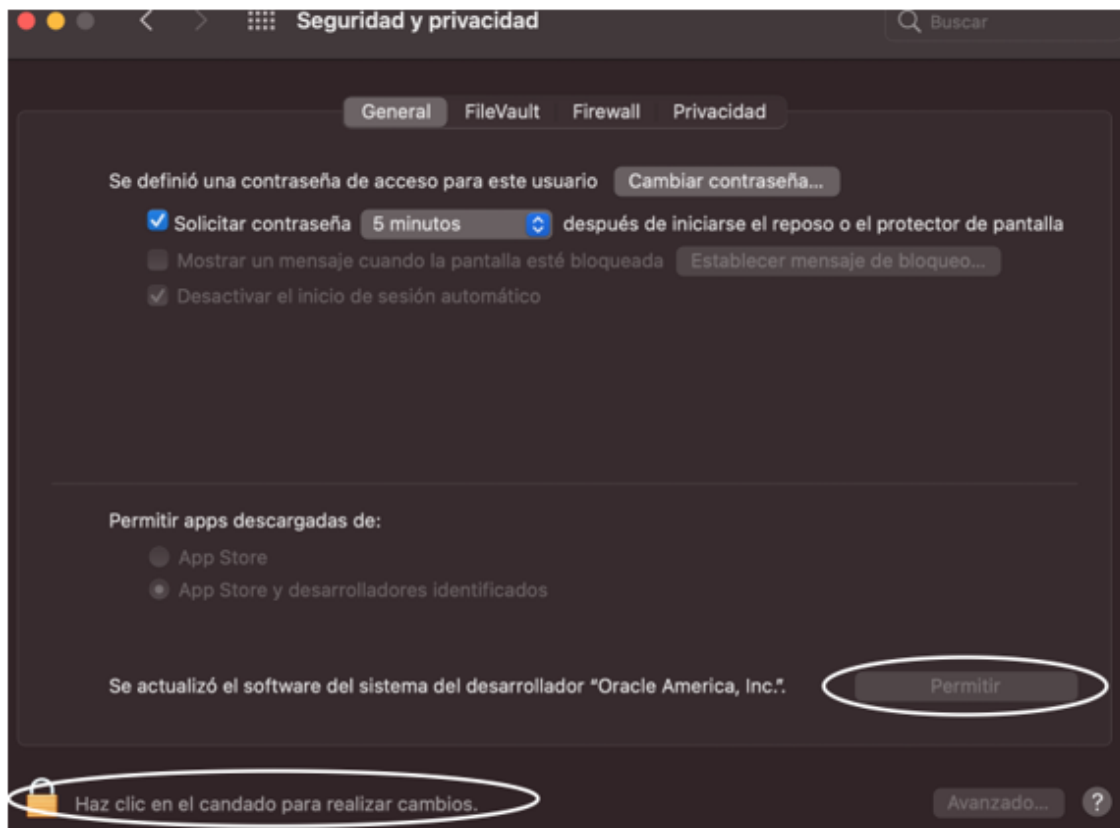 Seguridad y privacidad
Buscar
General FileVault Firewall Privacidad
Se definió una contraseña de acceso para este usuario Cambiar contraseña...
Solicitar contraseña 5 minutos después de iniciarse el reposo o el protector de pantalla
Mostrar un mensaje cuando la pantalla esté bloqueada Establecer mensaje de bloqueo...
Desactivar el inicio de sesión automático
Permitir apps descargadas de:
App Store
App Store y desarrolladores identificados
Se actualizó el software del sistema del desarrollador “Oracle America, Inc.”. Permitir
Haz clic en el candado para realizar cambios.
Avanzado... ?